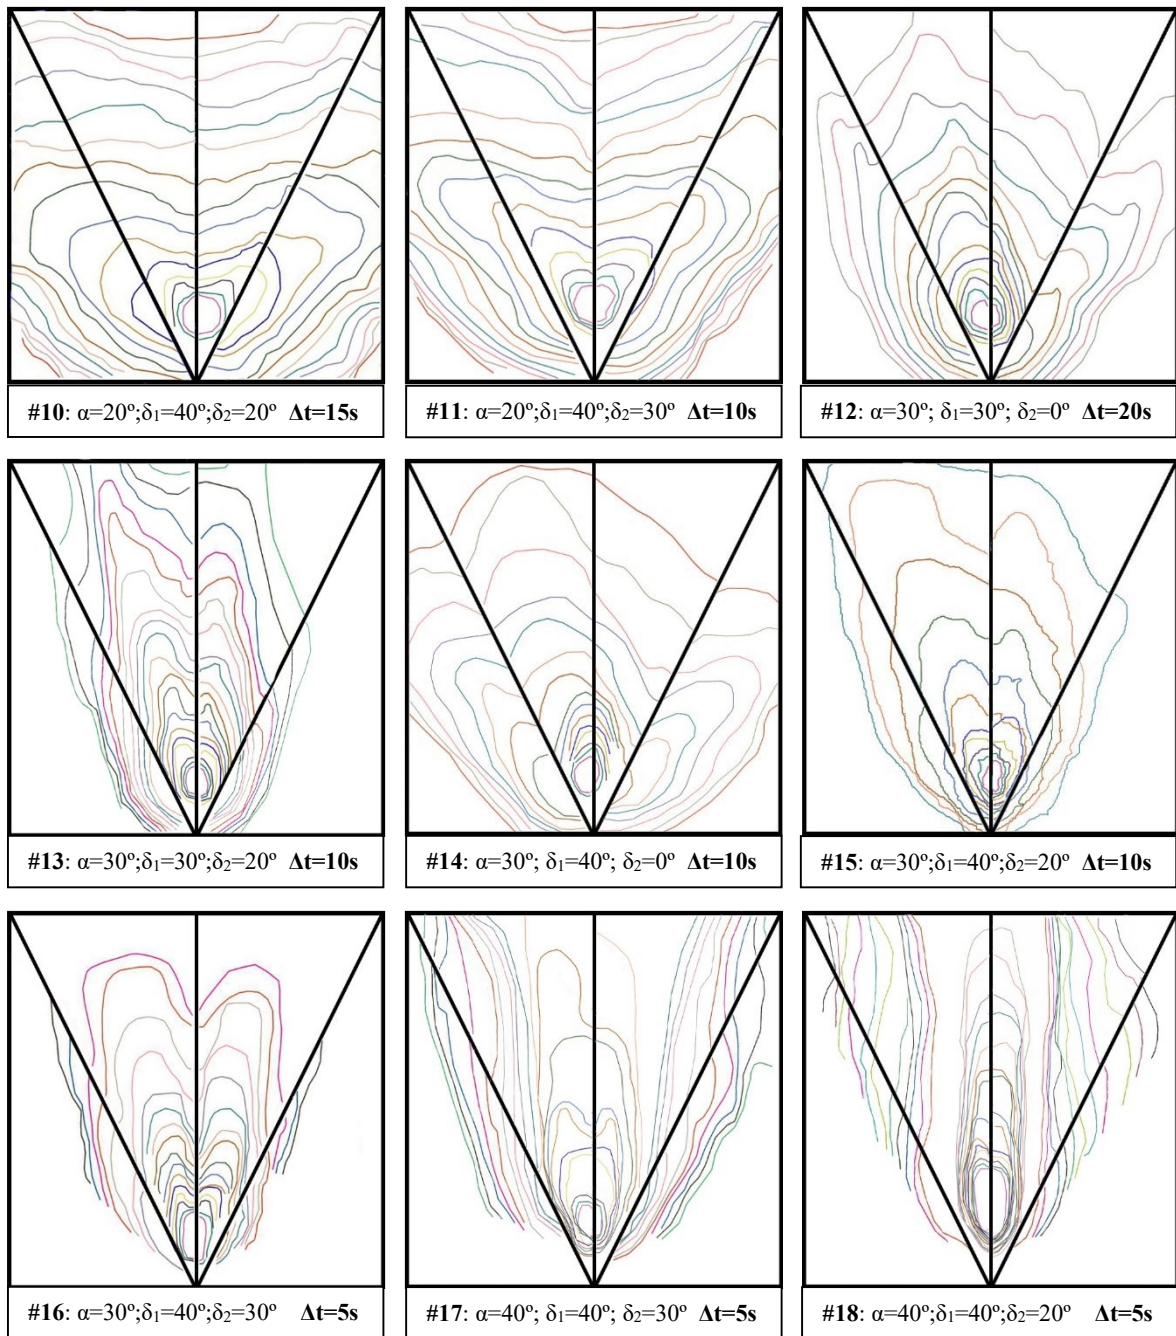 #10: α=20º;δ₁=40º;δ₂=20º Δt=15s
#11: α=20º;δ₁=40º;δ₂=30º Δt=10s
#12: α=30º; δ₁=30º; δ₂=0º Δt=20s
#13: α=30º;δ₁=30º;δ₂=20º Δt=10s
#14: α=30º; δ₁=40º; δ₂=0º Δt=10s
#15: α=30º;δ₁=40º;δ₂=20º Δt=10s
#16: α=30º;δ₁=40º;δ₂=30º Δt=5s
#17: α=40º; δ₁=40º; δ₂=30º Δt=5s
#18: α=40º;δ₁=40º;δ₂=20º Δt=5s